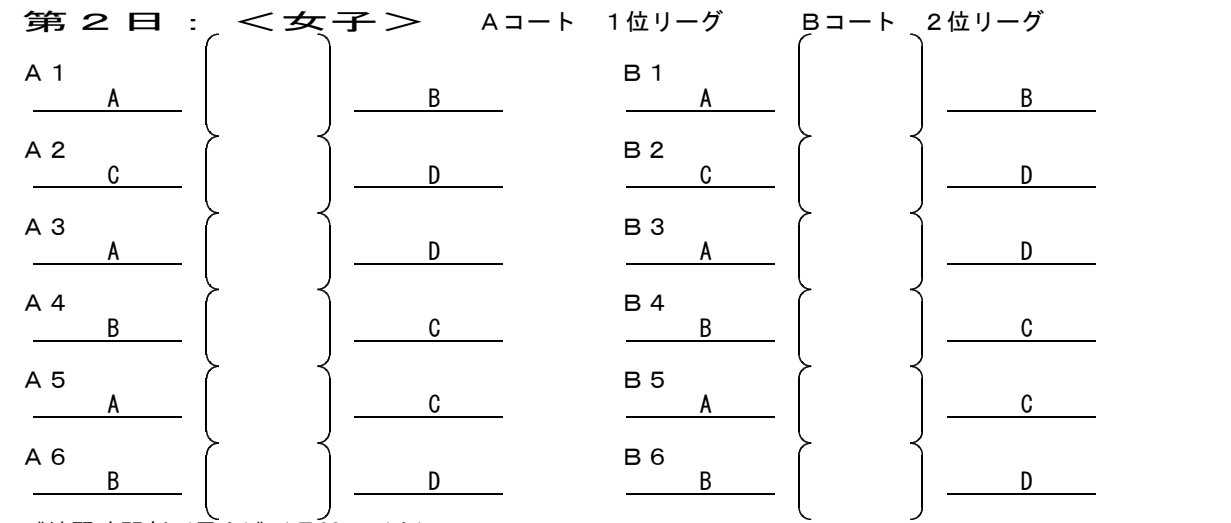 第２日：＜女子＞　Ａコート　１位リーグ　Ｂコート　２位リーグ
Ａ１　Ｂ１
A　B　A　B
Ａ２　Ｂ２
C　D　C　D
Ａ３　Ｂ３
A　D　A　D
Ａ４　Ｂ４
B　C　B　C
Ａ５　Ｂ５
A　C　A　C
Ａ６　Ｂ６
B　D　B　D